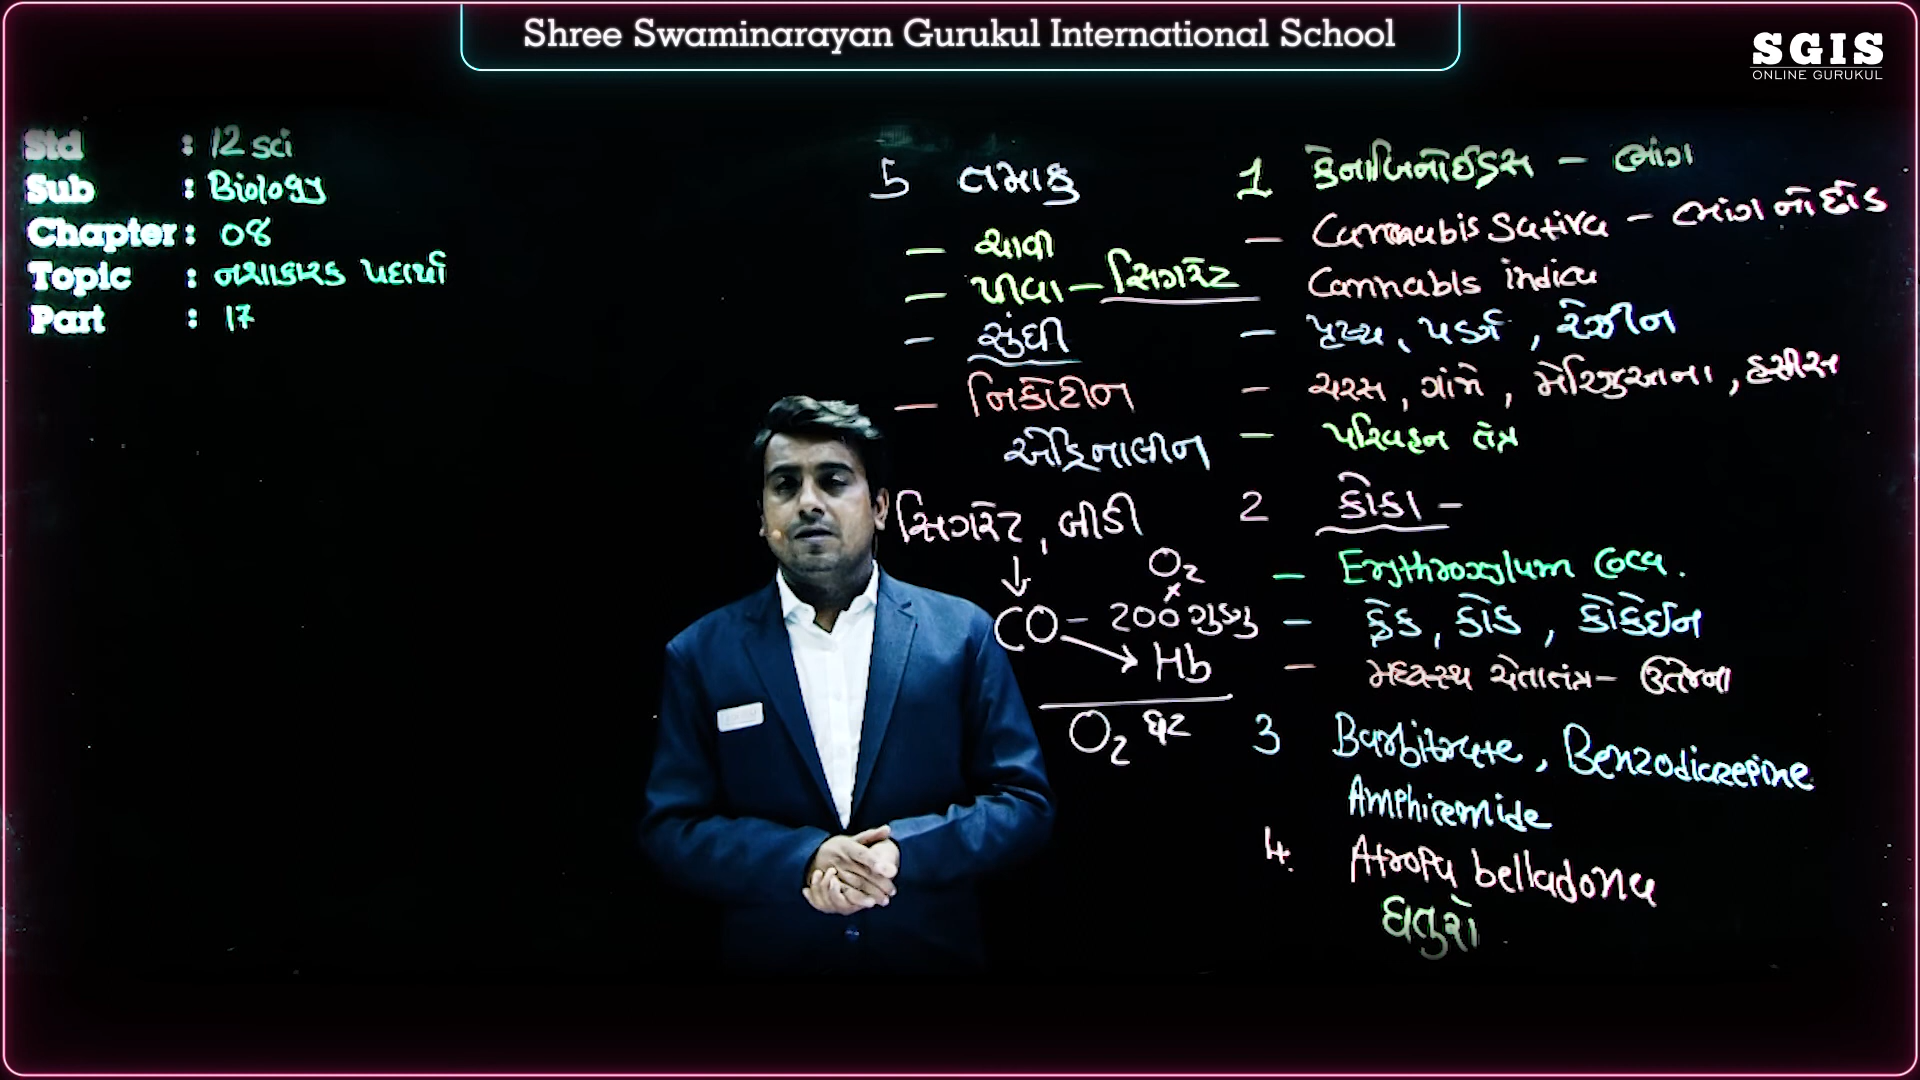 Shree Swaminarayan Gurukul International School
SGIS
ONLINE GURUKUL
Std : 12 sci
Sub : Biology
Chapter : 08
Topic : નશાકારક પદાર્થો
Part : 17
5 તમાકુ
— ચાવી
— પીવા — સિગરેટ
— સુંઘી
— નિકોટીન
એડ્રિનાલીન
સિગરેટ, બીડી
↓
O₂
CO – 200 ગણુ
Hb
O₂ ઘટ
1 કેનાબિનોઈડ્સ – ભાંગ
— Cannabis Sativa – ભાંગ નો છોડ
Cannabis indica
— પુષ્પ, પર્ણ, રેઝીન
— ચરસ, ગાંજો, મેરિજુઆના, હસીસ
— પરિવહન તંત્ર
2 કોકા –
— Erythroxylum Coca.
— ક્રેક, કોક, કોકેઈન
— મધ્યસ્થ ચેતાતંત્ર – ઉત્તેજના
3 Barbiturate, Benzodiazepine
4. Atropa belladona
ધતુરો